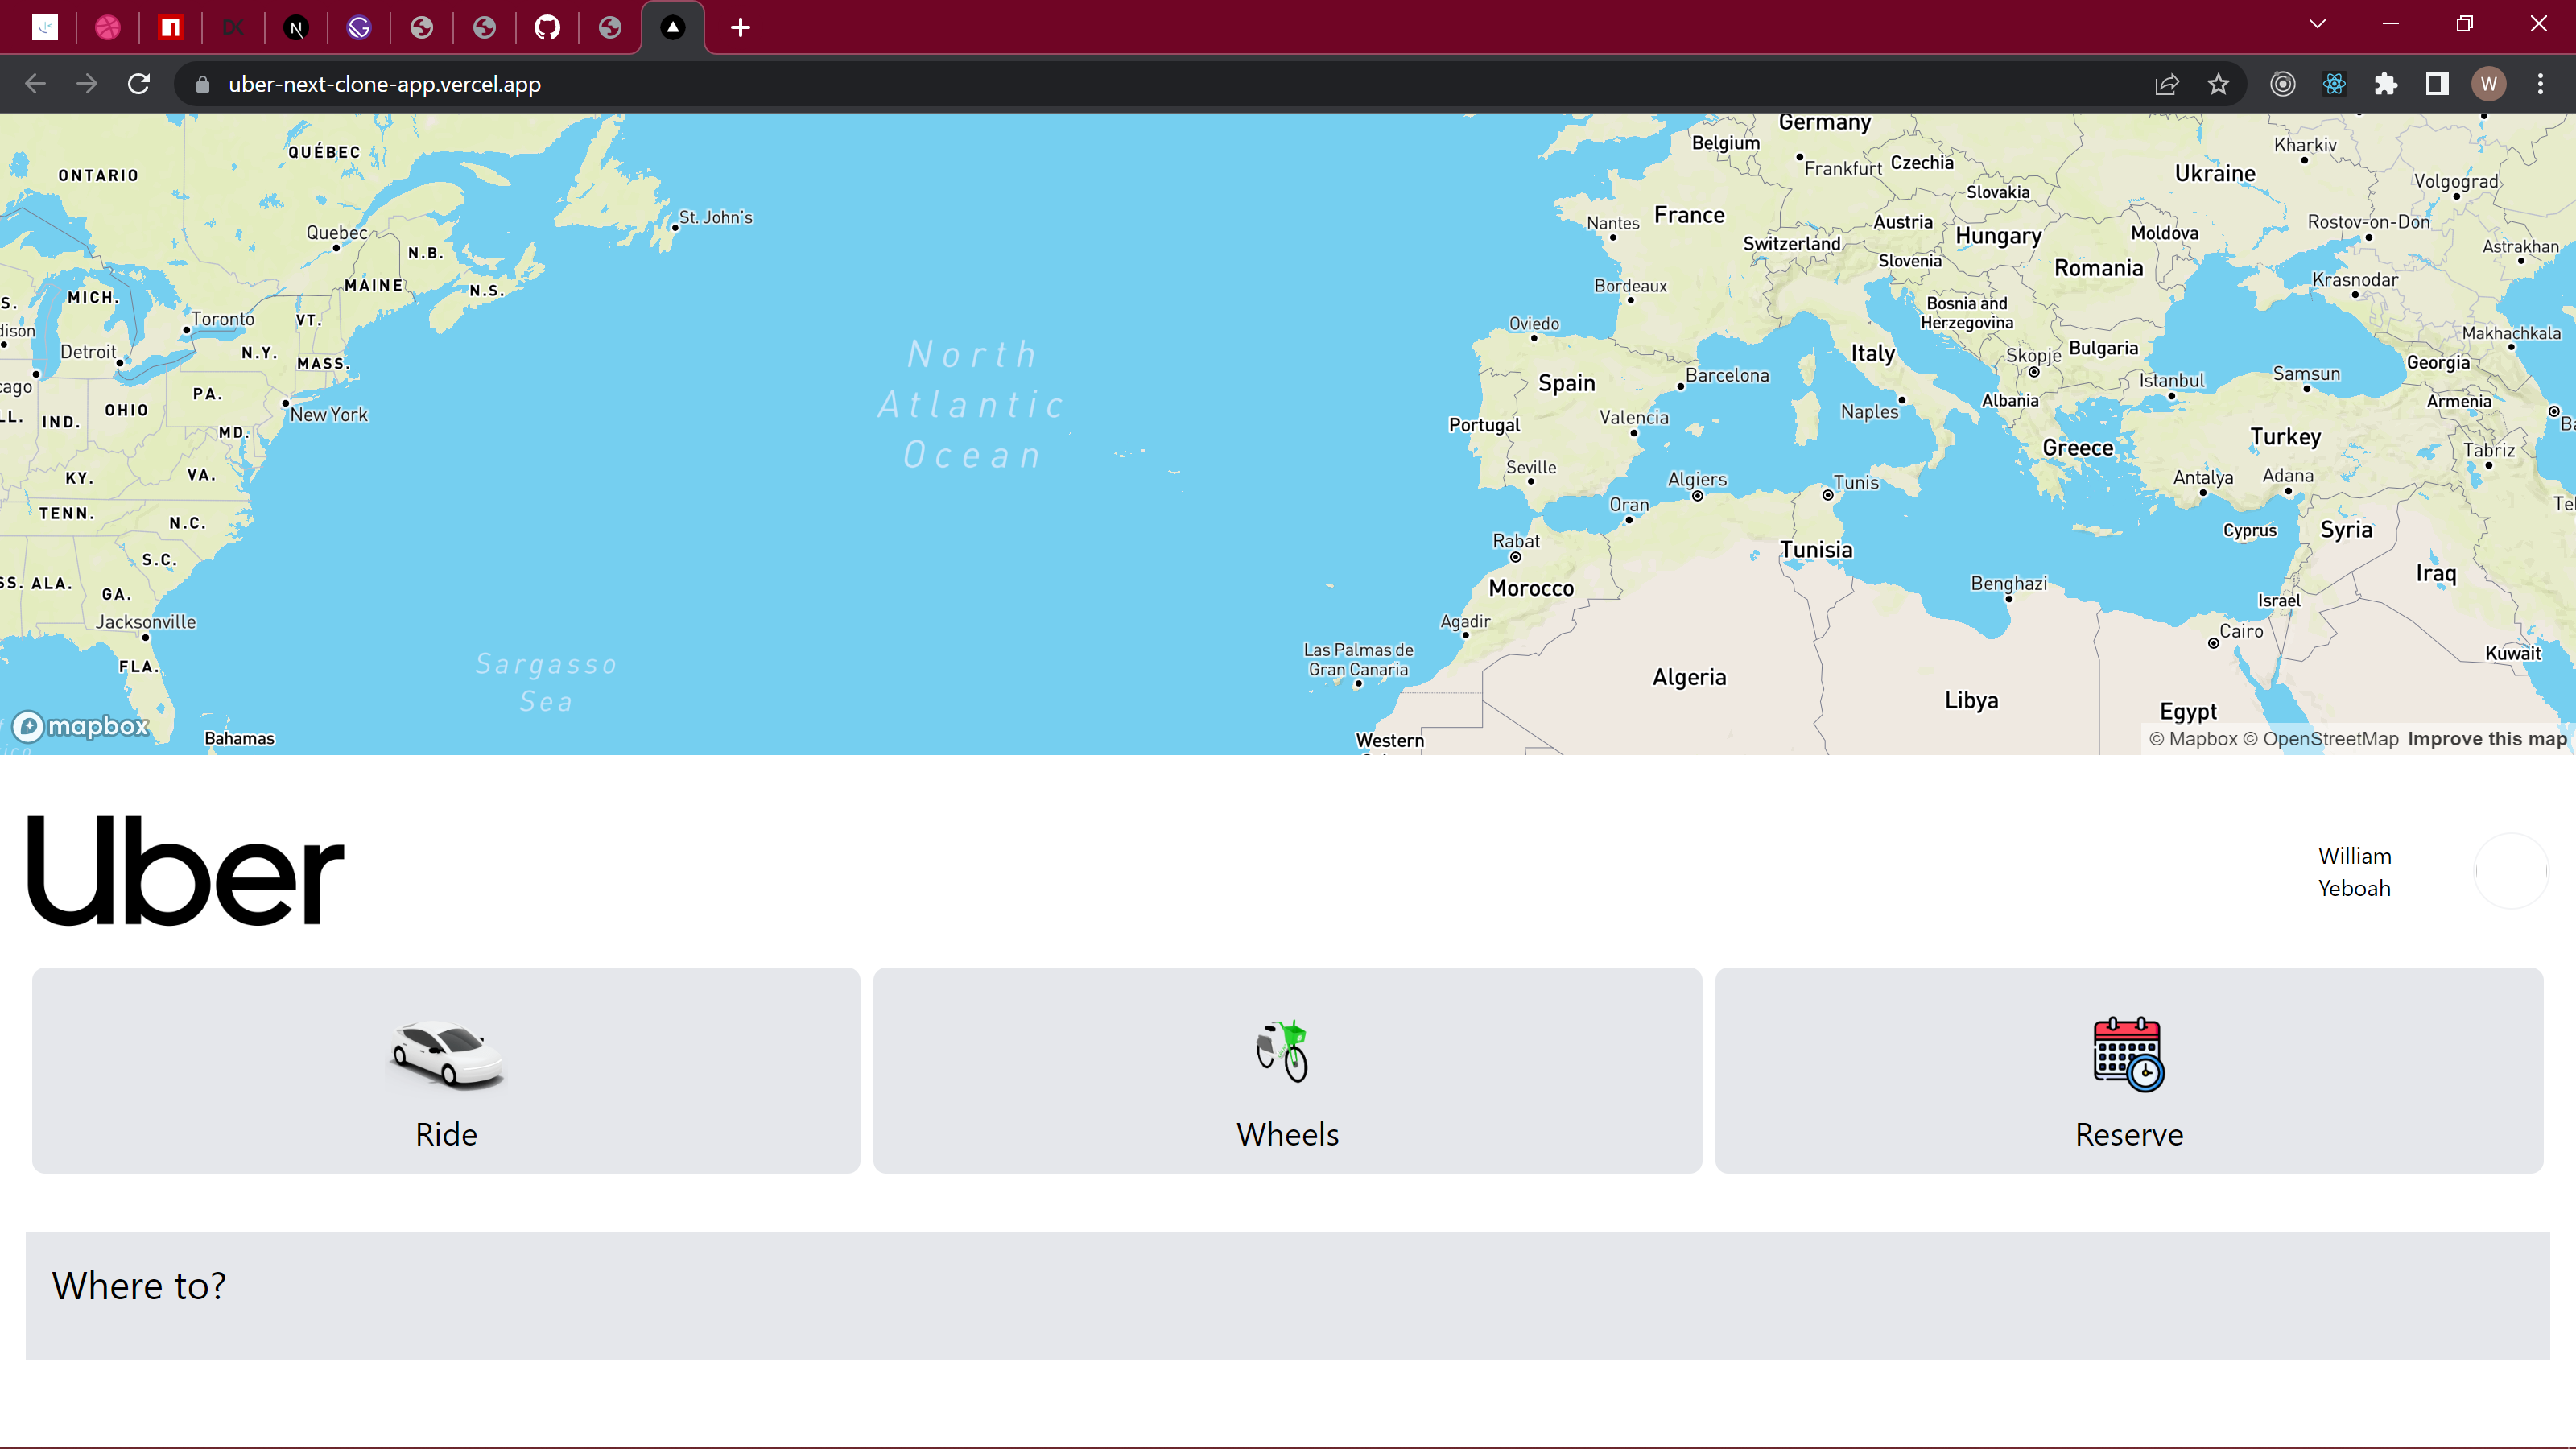 uber-next-clone-app.vercel.app
W
Germany
Belgium
Kharkiv
QUÉBEC
Frankfurt
Czechia
ONTARIO
Ukraine
Volgograd
Slovakia
St. John's
France
Nantes
Austria
Rostov-on-Don
Quebec
Hungary
Moldova
Switzerland
Astrakhan
N.B.
Slovenia
Romania
MAINE
Bordeaux
Krasnodar
N.S.
MICH.
Bosnia and
Herzegovina
Toronto
VT.
Oviedo
Makhachkala
Detroit
N.Y.
MASS.
North
Atlantic
Ocean
Italy
Skopje
Bulgaria
Georgia
Barcelona
Istanbul
Samsun
Spain
PA.
Albania
Armenia
IND.
OHIO
New York
Naples
Valencia
Portugal
MD.
Turkey
Greece
Tabriz
KY.
VA.
Seville
Algiers
Tunis
Antalya
Adana
TENN.
N.C.
Oran
Cyprus
Syria
Rabat
Tunisia
S.C.
Iraq
ALA.
GA.
Morocco
Benghazi
Israel
Jacksonville
Agadir
Cairo
Las Palmas de
Gran Canaria
Kuwait
FLA.
Sargasso
Sea
Algeria
Libya
Egypt
mapbox
Bahamas
Western
© Mapbox © OpenStreetMap Improve this map
Uber
William
Yeboah
Ride
Wheels
Reserve
Where to?